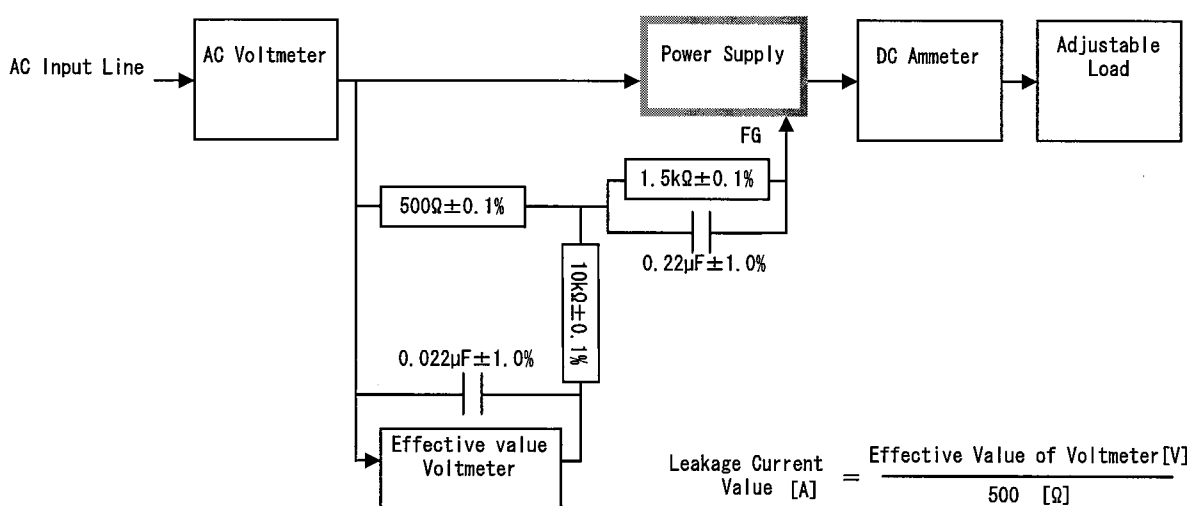 AC Input Line
AC Voltmeter
Power Supply
DC Ammeter
Adjustable
Load
FG
1.5kΩ±0.1%
500Ω±0.1%
0.22μF±1.0%
10kΩ±0.1%
0.022μF±1.0%
Effective value
Voltmeter
Leakage Current
Value [A]
=
Effective Value of Voltmeter[V]
500 [Ω]